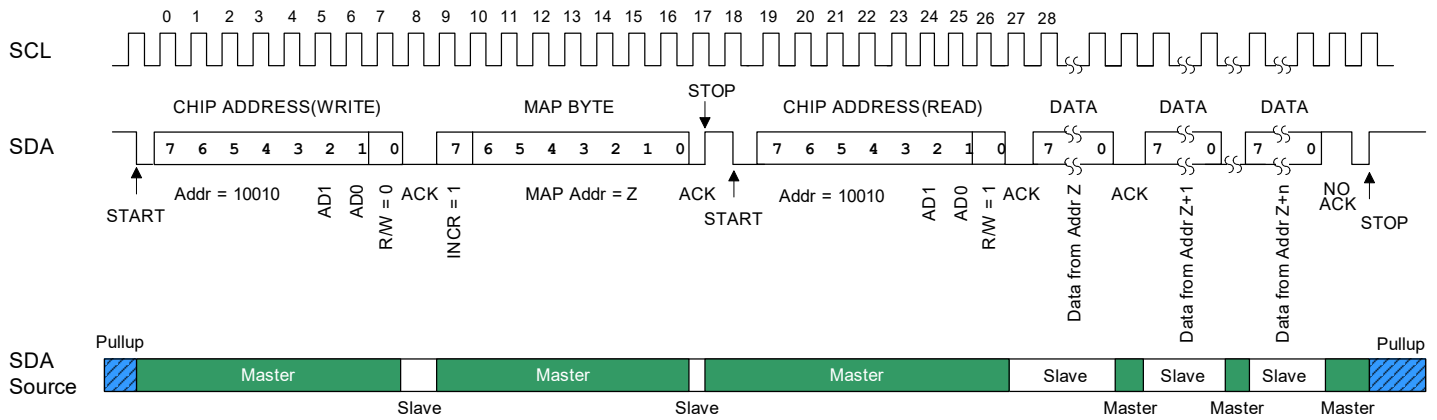 0 1 2 3 4 5 6 7 8 9 10 11 12 13 14 15 16 17 18 19 20 21 22 23 24 25 26 27 28
SCL
STOP
CHIP ADDRESS(WRITE) MAP BYTE CHIP ADDRESS(READ) DATA DATA DATA
SDA 7 6 5 4 3 2 1 0 7 6 5 4 3 2 1 0 7 6 5 4 3 2 1 0 7 0 7 0 7 0
Addr = 10010 AD1 AD0 R/W = 0 ACK INCR = 1 MAP Addr = Z ACK Addr = 10010 AD1 AD0 R/W = 1 ACK Data from Addr Z ACK Data from Addr Z+1 Data from Addr Z+n NO
ACK
START START STOP
Pullup Pullup
SDA
Source
Master Master Master Slave Slave Slave
Slave Slave Master Master Master